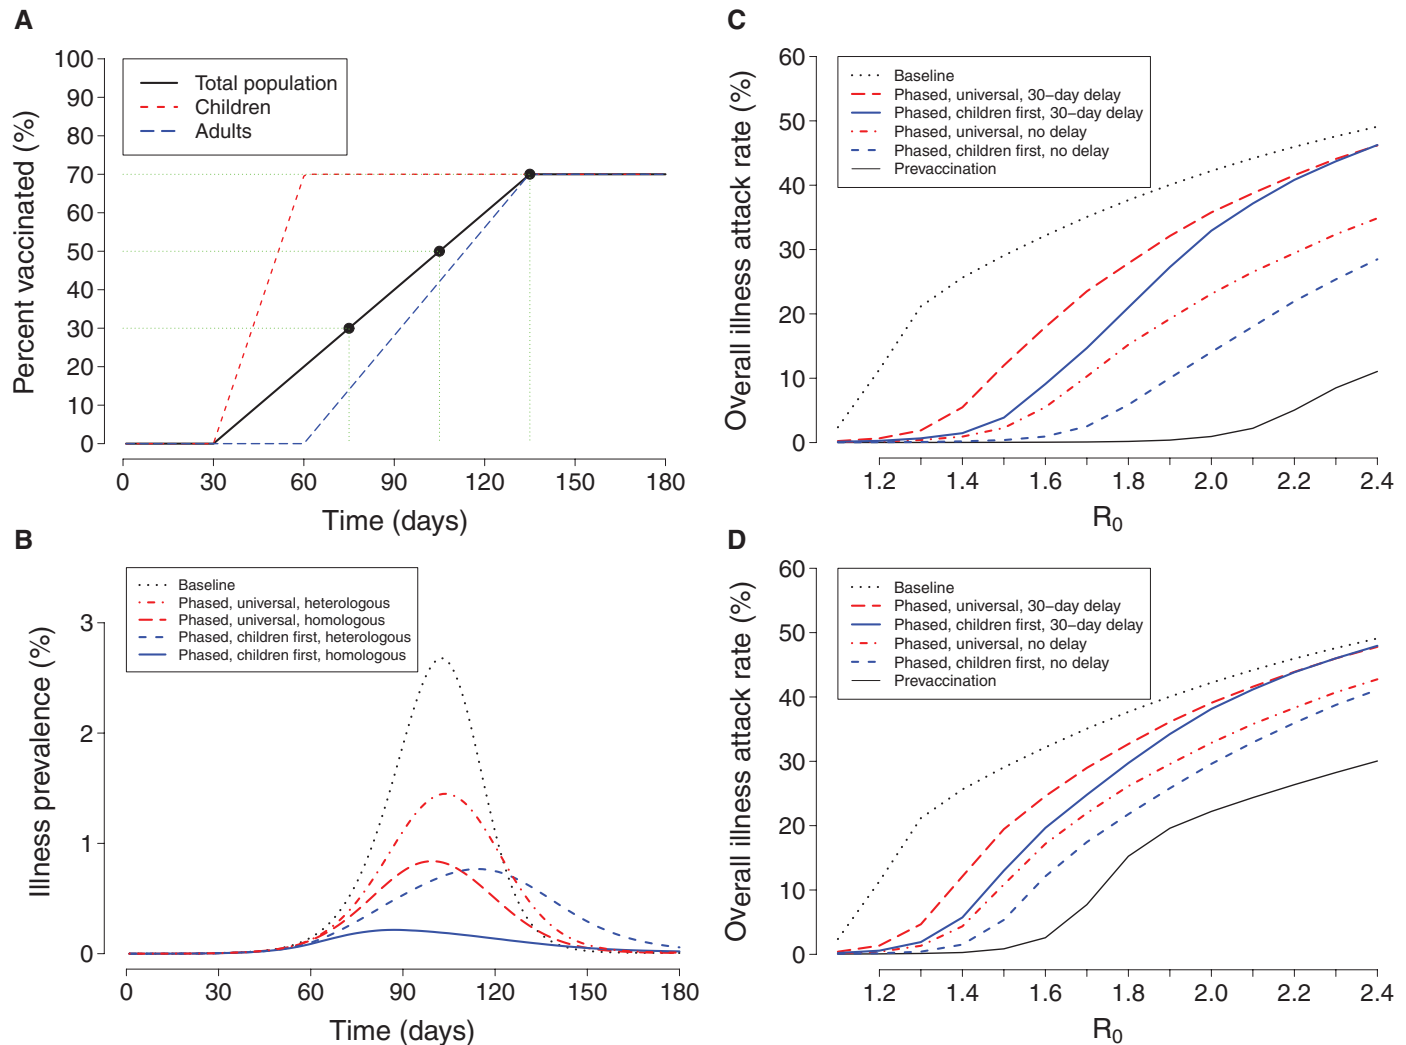 A
Percent vaccinated (%)
100
90
80
70
60
50
40
30
20
10
0
Total population
Children
Adults
0 30 60 90 120 150 180
Time (days)
B
Illness prevalence (%)
3
2
1
0
Baseline
Phased, universal, heterologous
Phased, universal, homologous
Phased, children first, heterologous
Phased, children first, homologous
0 30 60 90 120 150 180
Time (days)
C
Overall illness attack rate (%)
60
50
40
30
20
10
0
Baseline
Phased, universal, 30−day delay
Phased, children first, 30−day delay
Phased, universal, no delay
Phased, children first, no delay
Prevaccination
1.2 1.4 1.6 1.8 2.0 2.2 2.4
R0
D
Overall illness attack rate (%)
60
50
40
30
20
10
0
Baseline
Phased, universal, 30−day delay
Phased, children first, 30−day delay
Phased, universal, no delay
Phased, children first, no delay
Prevaccination
1.2 1.4 1.6 1.8 2.0 2.2 2.4
R0